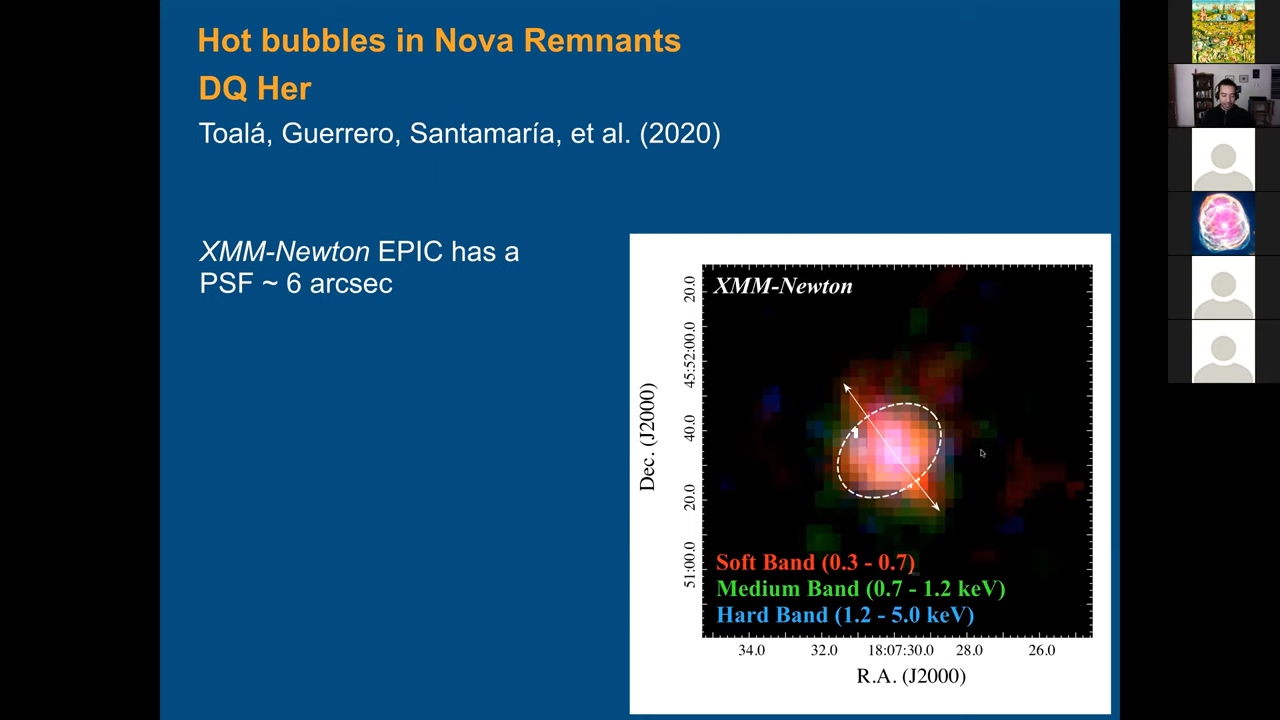 Hot bubbles in Nova Remnants
DQ Her
Toalá, Guerrero, Santamaría, et al. (2020)
XMM-Newton EPIC has a
PSF ~ 6 arcsec
XMM-Newton
Dec. (J2000)
20.0
45:52:00.0
40.0
20.0
51:00.0
Soft Band (0.3 - 0.7)
Medium Band (0.7 - 1.2 keV)
Hard Band (1.2 - 5.0 keV)
34.0 32.0 18:07:30.0 28.0 26.0
R.A. (J2000)